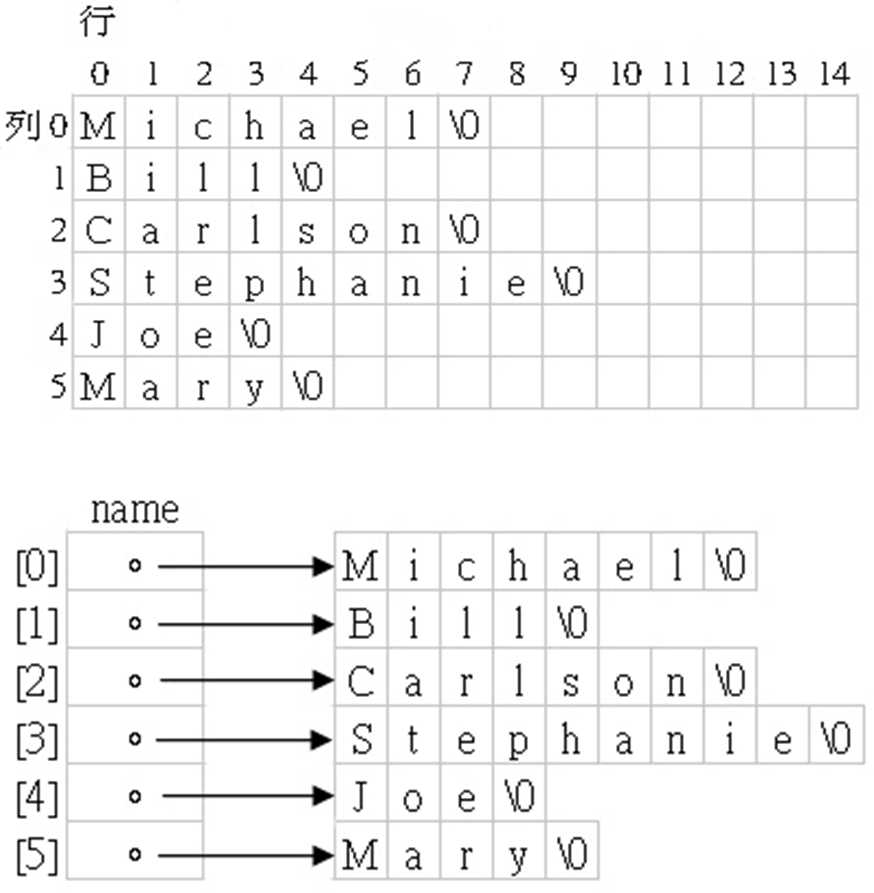 行
0 1 2 3 4 5 6 7 8 9 10 11 12 13 14
列0 M i c h a e l \0
1 B i l l \0
2 C a r l s o n \0
3 S t e p h a n i e \0
4 J o e \0
5 M a r y \0
name
[0] M i c h a e l \0
[1] B i l l \0
[2] C a r l s o n \0
[3] S t e p h a n i e \0
[4] J o e \0
[5] M a r y \0